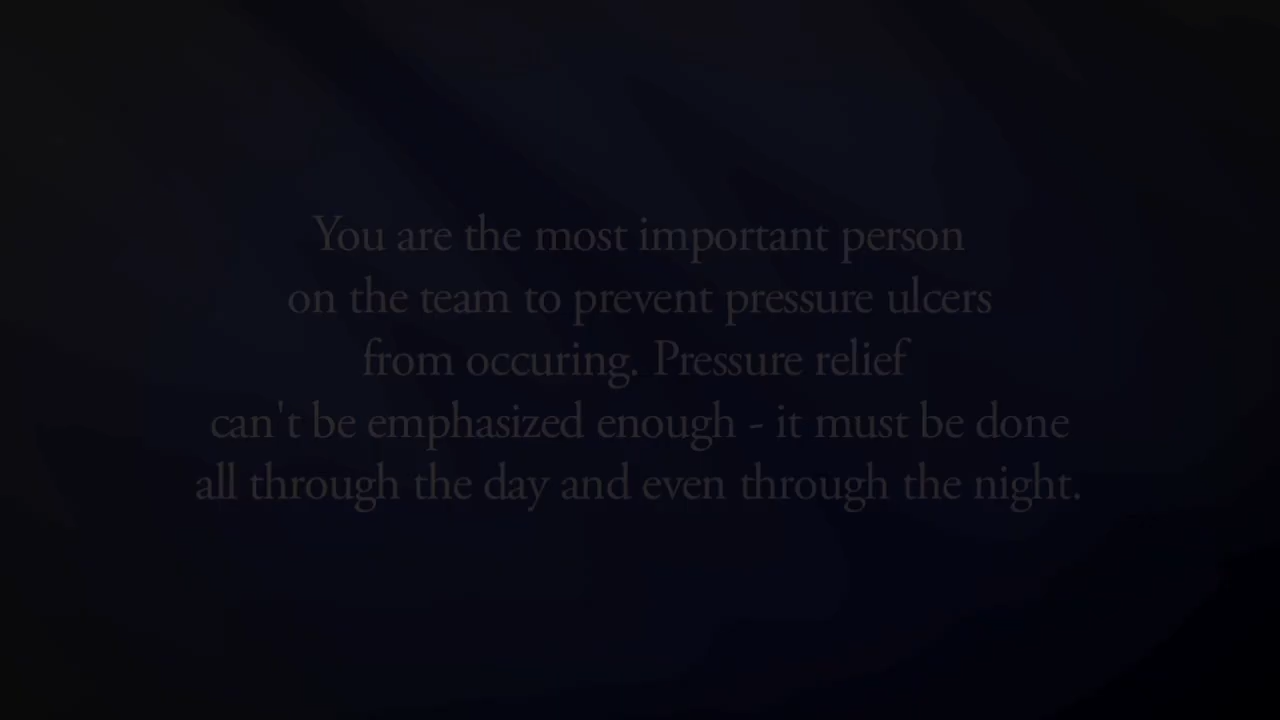 You are the most important person
on the team to prevent pressure ulcers
from occuring. Pressure relief
can't be emphasized enough - it must be done
all through the day and even through the night.